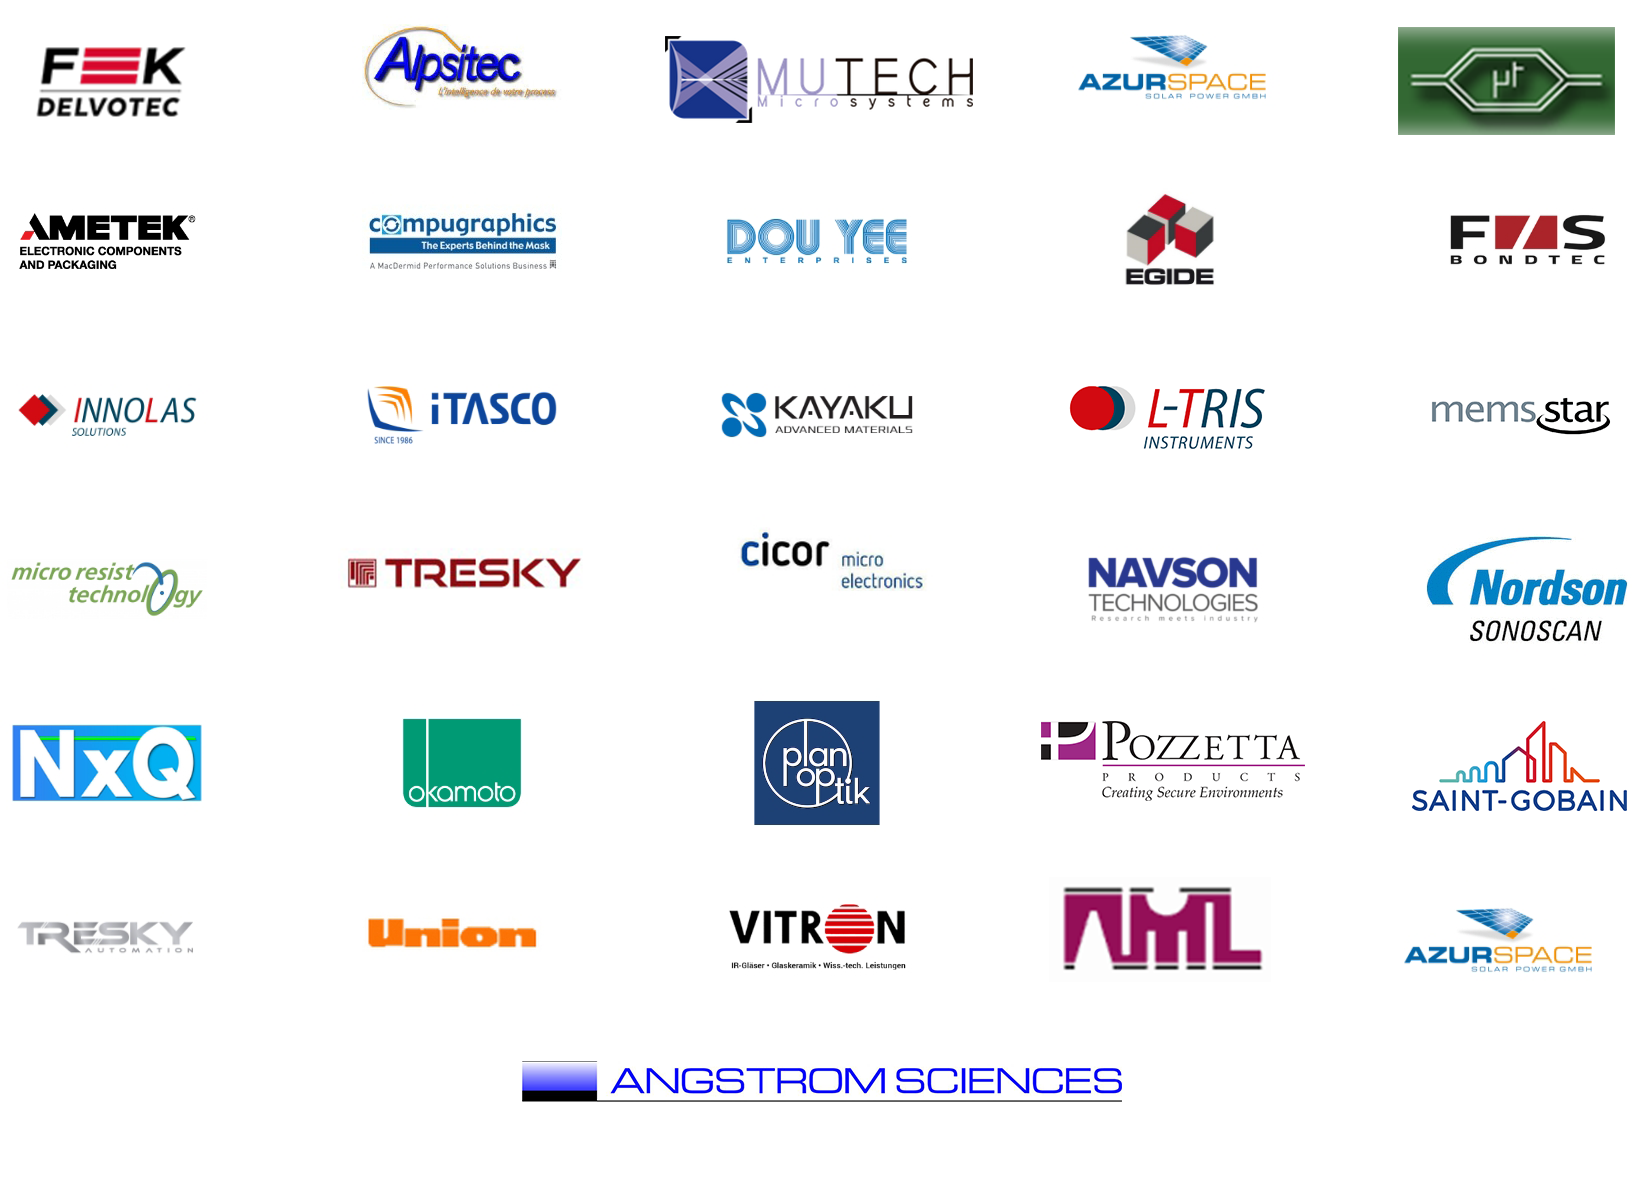 F&K
DELVOTEC
Alpsitec
L'intelligence de votre process
MUTECH
Microsystems
AZURSPACE
SOLAR POWER GMBH
µt
AMETEK®
ELECTRONIC COMPONENTS
AND PACKAGING
compugraphics
The Experts Behind the Mask
A MacDermid Performance Solutions Business
DOU YEE
ENTERPRISES
EGIDE
F&S
BONDTEC
INNOLAS
SOLUTIONS
iTASCO
SINCE 1986
KAYAKU
ADVANCED MATERIALS
L-TRIS
INSTRUMENTS
memsstar
micro resist
technology
TRESKY
cicor micro
electronics
NAVSON
TECHNOLOGIES
Research meets industry
Nordson
SONOSCAN
NxQ
okamoto
plan
op
tik
POZZETTA
PRODUCTS
Creating Secure Environments
SAINT-GOBAIN
TRESKY
AUTOMATION
Union
VITRON
IR-Gläser • Glaskeramik • Wiss.-tech. Leistungen
AML
AZURSPACE
SOLAR POWER GMBH
ANGSTROM SCIENCES